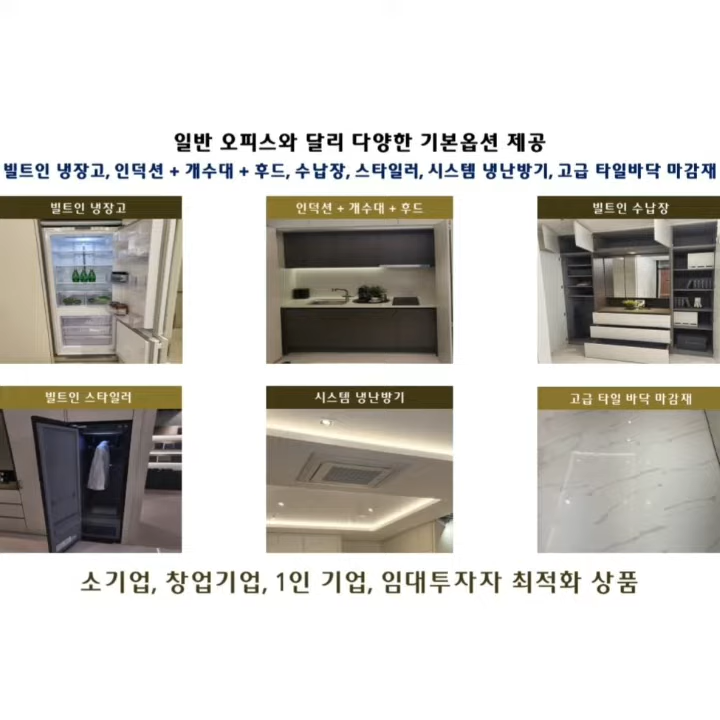 일반 오피스와 달리 다양한 기본옵션 제공
빌트인 냉장고, 인덕션 + 개수대 + 후드, 수납장, 스타일러, 시스템 냉난방기, 고급 타일바닥 마감재
빌트인 냉장고
인덕션 + 개수대 + 후드
빌트인 수납장
빌트인 스타일러
시스템 냉난방기
고급 타일 바닥 마감재
소기업, 창업기업, 1인 기업, 임대투자자 최적화 상품